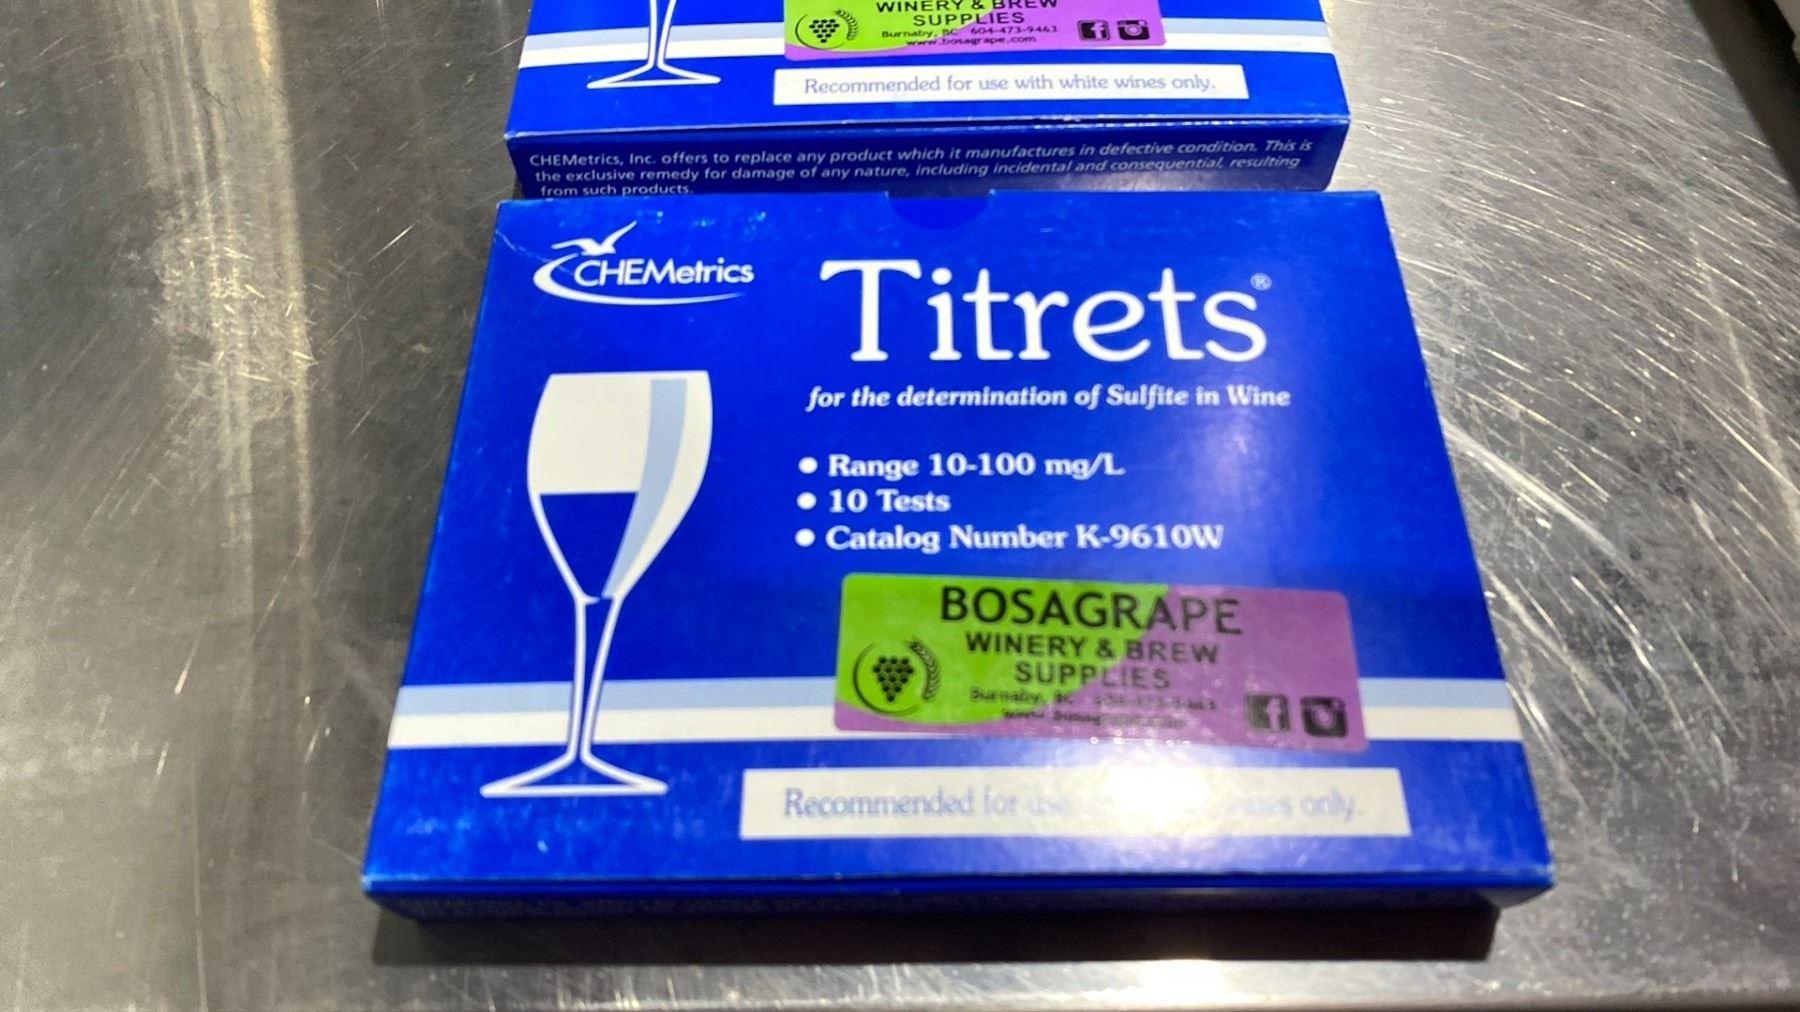 WINERY & BREW
SUPPLIES
Burnaby, BC 604-473-9463
www.bosagrape.com
Recommended for use with white wines only.
CHEMetrics, Inc. offers to replace any product which it manufactures in defective condition. This is
the exclusive remedy for damage of any nature, including incidental and consequential, resulting
from such products.
CHEMetrics
Titrets®
for the determination of Sulfite in Wine
● Range 10-100 mg/L
● 10 Tests
● Catalog Number K-9610W
BOSAGRAPE
WINERY & BREW
SUPPLIES
Burnaby, BC
Recommended for use only.